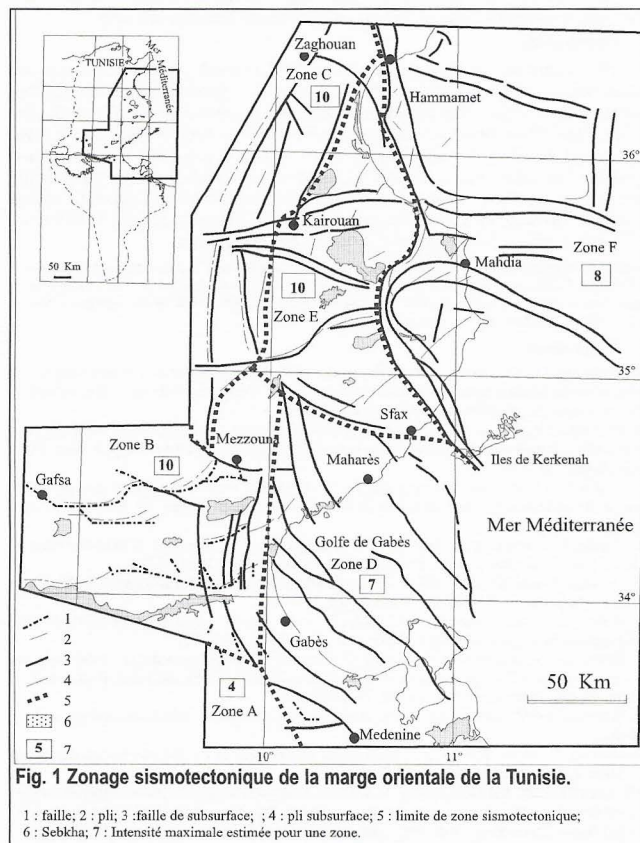 TUNISIE
Mer Méditerranée
50 Km
Zaghouan
Zone C
10
Hammamet
36°
Kairouan
10
Zone E
Zone F
8
Mahdia
35°
Sfax
Zone B
10
Mezzouna
Gafsa
Maharès
Iles de Kerkenah
Mer Méditerranée
Golfe de Gabès
Zone D
7
34°
Gabès
4
Zone A
Medenine
50 Km
1
2
3
4
5
6
5 7
10°
11°
Fig. 1 Zonage sismotectonique de la marge orientale de la Tunisie.
1 : faille; 2 : pli; 3 :faille de subsurface; ; 4 : pli subsurface; 5 : limite de zone sismotectonique;
6 : Sebkha; 7 : Intensité maximale estimée pour une zone.